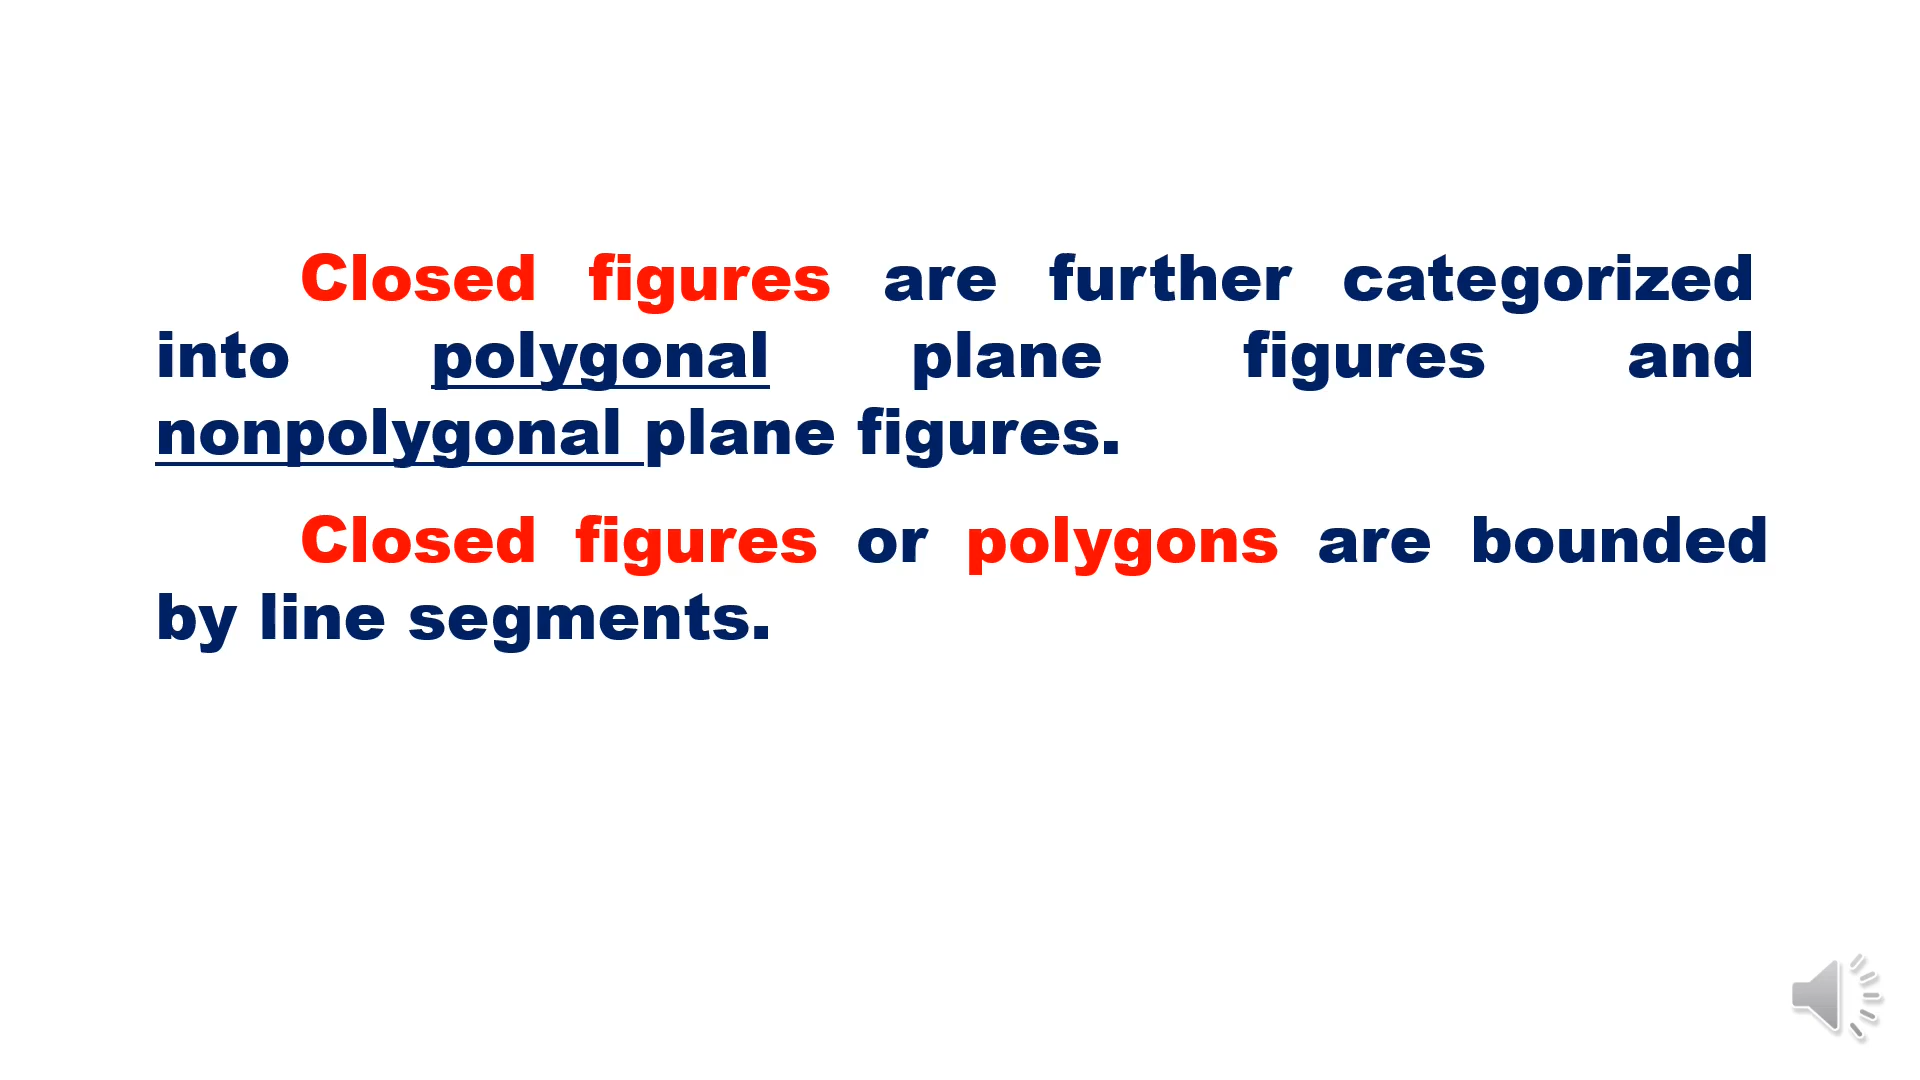 Closed figures are further categorized
into polygonal plane figures and
nonpolygonal plane figures.
Closed figures or polygons are bounded
by line segments.